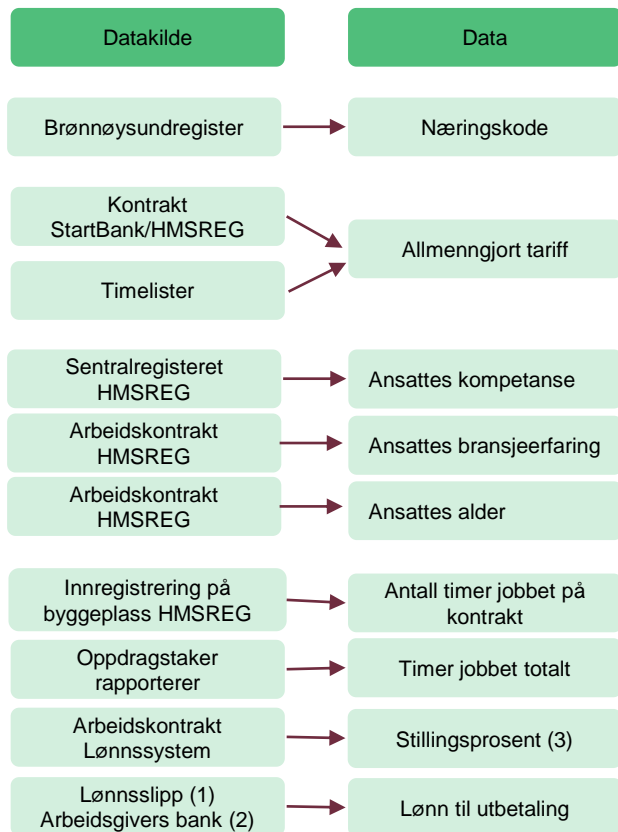 Datakilde
Data
Brønnøysundregister
Næringskode
Kontrakt
StartBank/HMSREG
Timelister
Allmenngjort tariff
Sentralregisteret
HMSREG
Ansattes kompetanse
Arbeidskontrakt
HMSREG
Ansattes bransjeerfaring
Arbeidskontrakt
HMSREG
Ansattes alder
Innregistrering på
byggeplass HMSREG
Antall timer jobbet på
kontrakt
Oppdragstaker
rapporterer
Timer jobbet totalt
Arbeidskontrakt
Lønnssystem
Stillingsprosent (3)
Lønnsslipp (1)
Arbeidsgivers bank (2)
Lønn til utbetaling